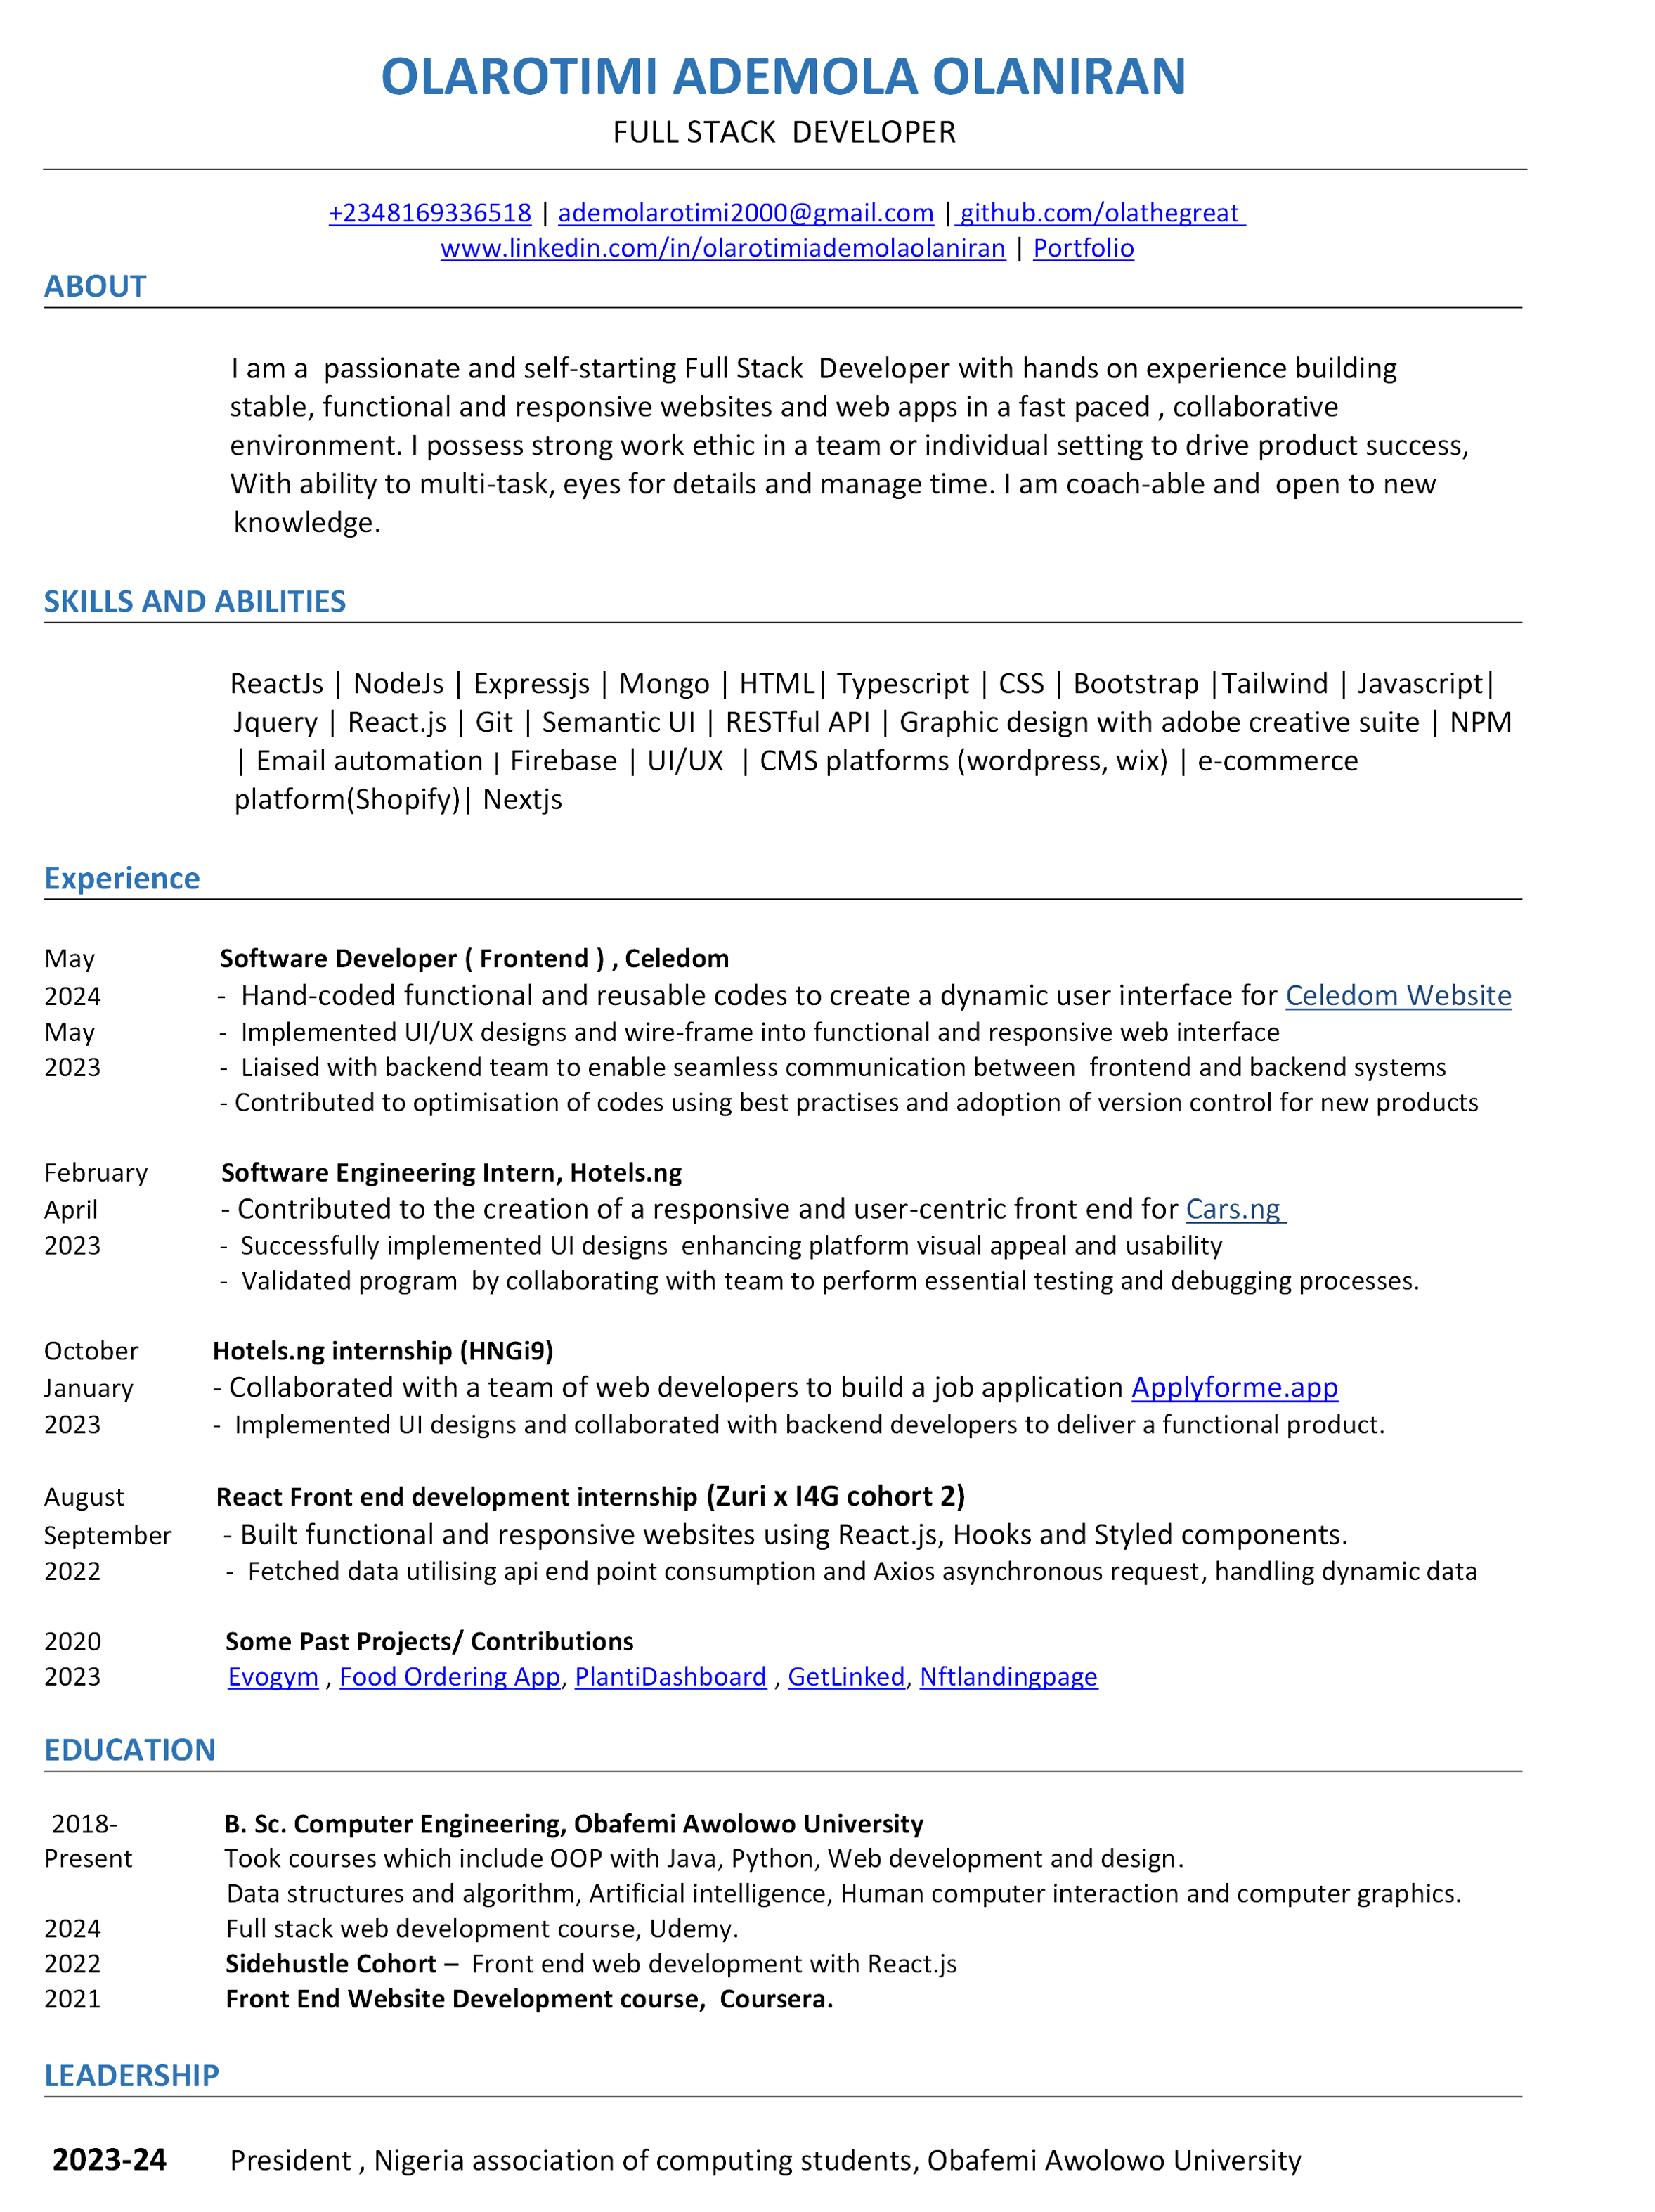 OLAROTIMI ADEMOLA OLANIRAN
FULL STACK  DEVELOPER
+2348169336518 | ademolarotimi2000@gmail.com | github.com/olathegreat
www.linkedin.com/in/olarotimiademolaolaniran | Portfolio
ABOUT
I am a  passionate and self-starting Full Stack  Developer with hands on experience building
stable, functional and responsive websites and web apps in a fast paced , collaborative
environment. I possess strong work ethic in a team or individual setting to drive product success,
With ability to multi-task, eyes for details and manage time. I am coach-able and  open to new
knowledge.
SKILLS AND ABILITIES
ReactJs | NodeJs | Expressjs | Mongo | HTML| Typescript | CSS | Bootstrap |Tailwind | Javascript|
Jquery | React.js | Git | Semantic UI | RESTful API | Graphic design with adobe creative suite | NPM
| Email automation | Firebase | UI/UX  | CMS platforms (wordpress, wix) | e-commerce
platform(Shopify)| Nextjs
Experience
May Software Developer ( Frontend ) , Celedom
2024 -  Hand-coded functional and reusable codes to create a dynamic user interface for Celedom Website
May -  Implemented UI/UX designs and wire-frame into functional and responsive web interface
2023 -  Liaised with backend team to enable seamless communication between  frontend and backend systems
- Contributed to optimisation of codes using best practises and adoption of version control for new products
February Software Engineering Intern, Hotels.ng
April - Contributed to the creation of a responsive and user-centric front end for Cars.ng
2023 -  Successfully implemented UI designs  enhancing platform visual appeal and usability
-  Validated program  by collaborating with team to perform essential testing and debugging processes.
October Hotels.ng internship (HNGi9)
January - Collaborated with a team of web developers to build a job application Applyforme.app
2023 -  Implemented UI designs and collaborated with backend developers to deliver a functional product.
August React Front end development internship (Zuri x I4G cohort 2)
September - Built functional and responsive websites using React.js, Hooks and Styled components.
2022 -  Fetched data utilising api end point consumption and Axios asynchronous request, handling dynamic data
2020 Some Past Projects/ Contributions
2023 Evogym , Food Ordering App, PlantiDashboard , GetLinked, Nftlandingpage
EDUCATION
2018- B. Sc. Computer Engineering, Obafemi Awolowo University
Present Took courses which include OOP with Java, Python, Web development and design.
Data structures and algorithm, Artificial intelligence, Human computer interaction and computer graphics.
2024 Full stack web development course, Udemy.
2022 Sidehustle Cohort –  Front end web development with React.js
2021 Front End Website Development course,  Coursera.
LEADERSHIP
2023-24 President , Nigeria association of computing students, Obafemi Awolowo University